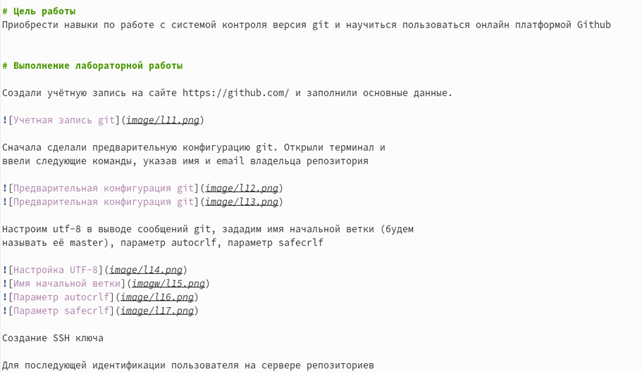 # Цель работы
Приобрести навыки по работе с системой контроля версия git и научиться пользоваться онлайн платформой Github
# Выполнение лабораторной работы
Создали учётную запись на сайте https://github.com/ и заполнили основные данные.
![Учетная запись git](image/l11.png)
Сначала сделали предварительную конфигурацию git. Открыли терминал и
ввели следующие команды, указав имя и email владельца репозитория
![Предварительная конфигурация git](image/l12.png)
![Предварительная конфигурация git](image/l13.png)
Настроим utf-8 в выводе сообщений git, зададим имя начальной ветки (будем
называть её master), параметр autocrlf, параметр safecrlf
![Настройка UTF-8](image/l14.png)
![Имя начальной ветки](imagw/l15.png)
![Параметр autocrlf](image/l16.png)
![Параметр safecrlf](image/l17.png)
Создание SSH ключа
Для последующей идентификации пользователя на сервере репозиториев